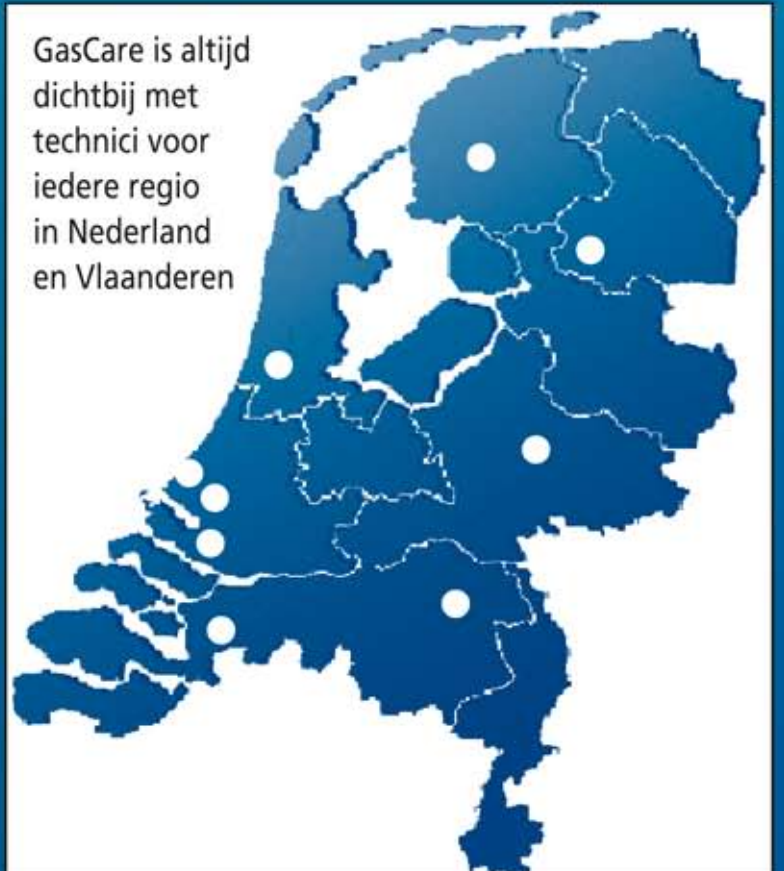 GasCare is altijd
dichtbij met
technici voor
iedere regio
in Nederland
en Vlaanderen